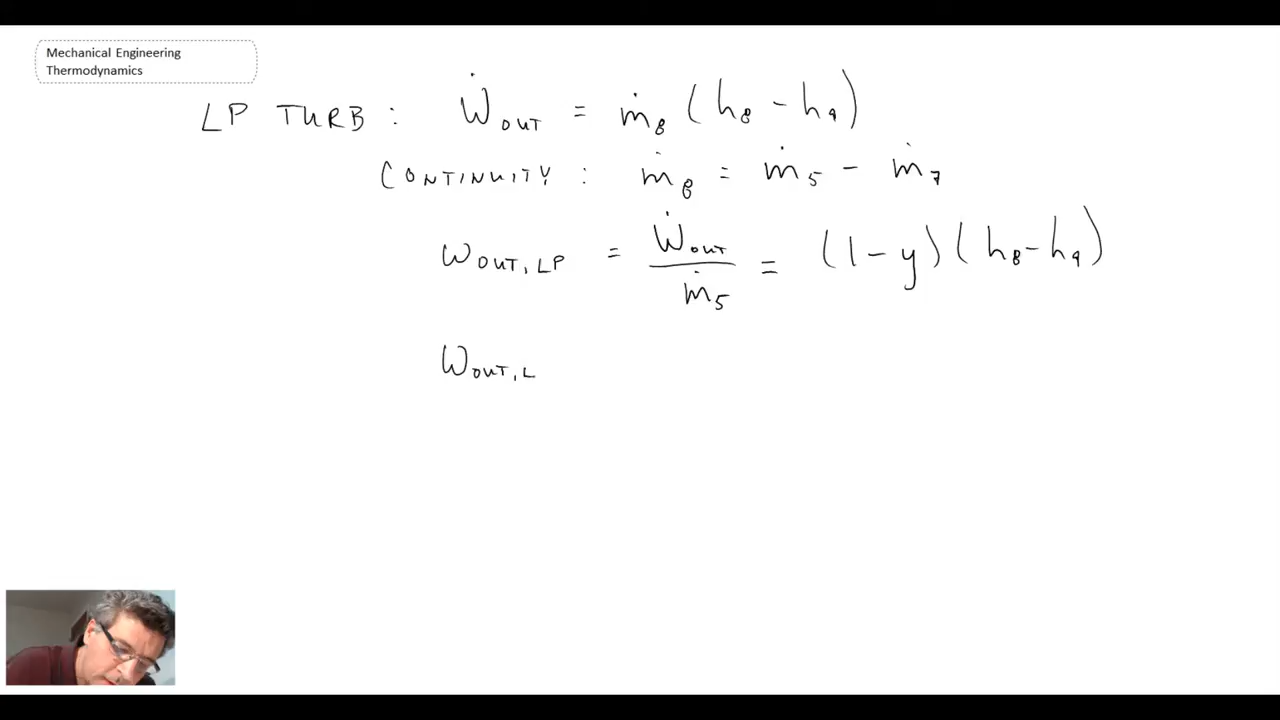 Mechanical Engineering
Thermodynamics
LP TURB : Ẇ_OUT = ṁ_8 (h_8 - h_9)
CONTINUITY : ṁ_8 = ṁ_5 - ṁ_7
W_OUT, LP = Ẇ_OUT / ṁ_5 = (1 - y)(h_8 - h_9)
W_OUT, L